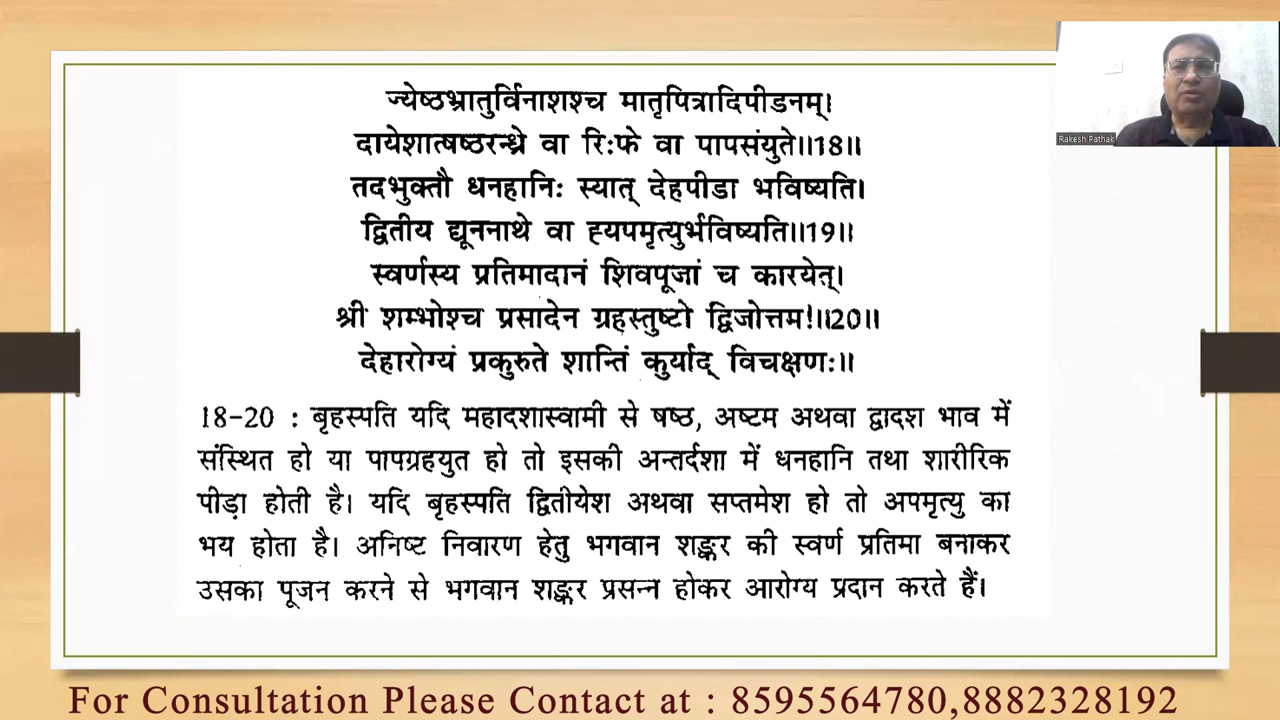 ज्येष्ठभ्रातुर्विनाशश्च मातृपित्रादिपीडनम्।
दायेशात्षष्ठरन्ध्रे वा रिःफे वा पापसंयुते॥18॥
तदभुक्तौ धनहानिः स्यात् देहपीडा भविष्यति।
द्वितीय द्यूननाथे वा ह्यपमृत्युर्भविष्यति॥19॥
स्वर्णस्य प्रतिमादानं शिवपूजां च कारयेत्।
श्री शम्भोश्च प्रसादेन ग्रहस्तुष्टो द्विजोत्तम!॥20॥
देहारोग्यं प्रकुरुते शान्तिं कुर्याद् विचक्षणः॥
18-20 : बृहस्पति यदि महादशास्वामी से षष्ठ, अष्टम अथवा द्वादश भाव में
संस्थित हो या पापग्रहयुत हो तो इसकी अन्तर्दशा में धनहानि तथा शारीरिक
पीड़ा होती है। यदि बृहस्पति द्वितीयेश अथवा सप्तमेश हो तो अपमृत्यु का
भय होता है। अनिष्ट निवारण हेतु भगवान शङ्कर की स्वर्ण प्रतिमा बनाकर
उसका पूजन करने से भगवान शङ्कर प्रसन्न होकर आरोग्य प्रदान करते हैं।
Rakesh Pathak
For Consultation Please Contact at : 8595564780,8882328192